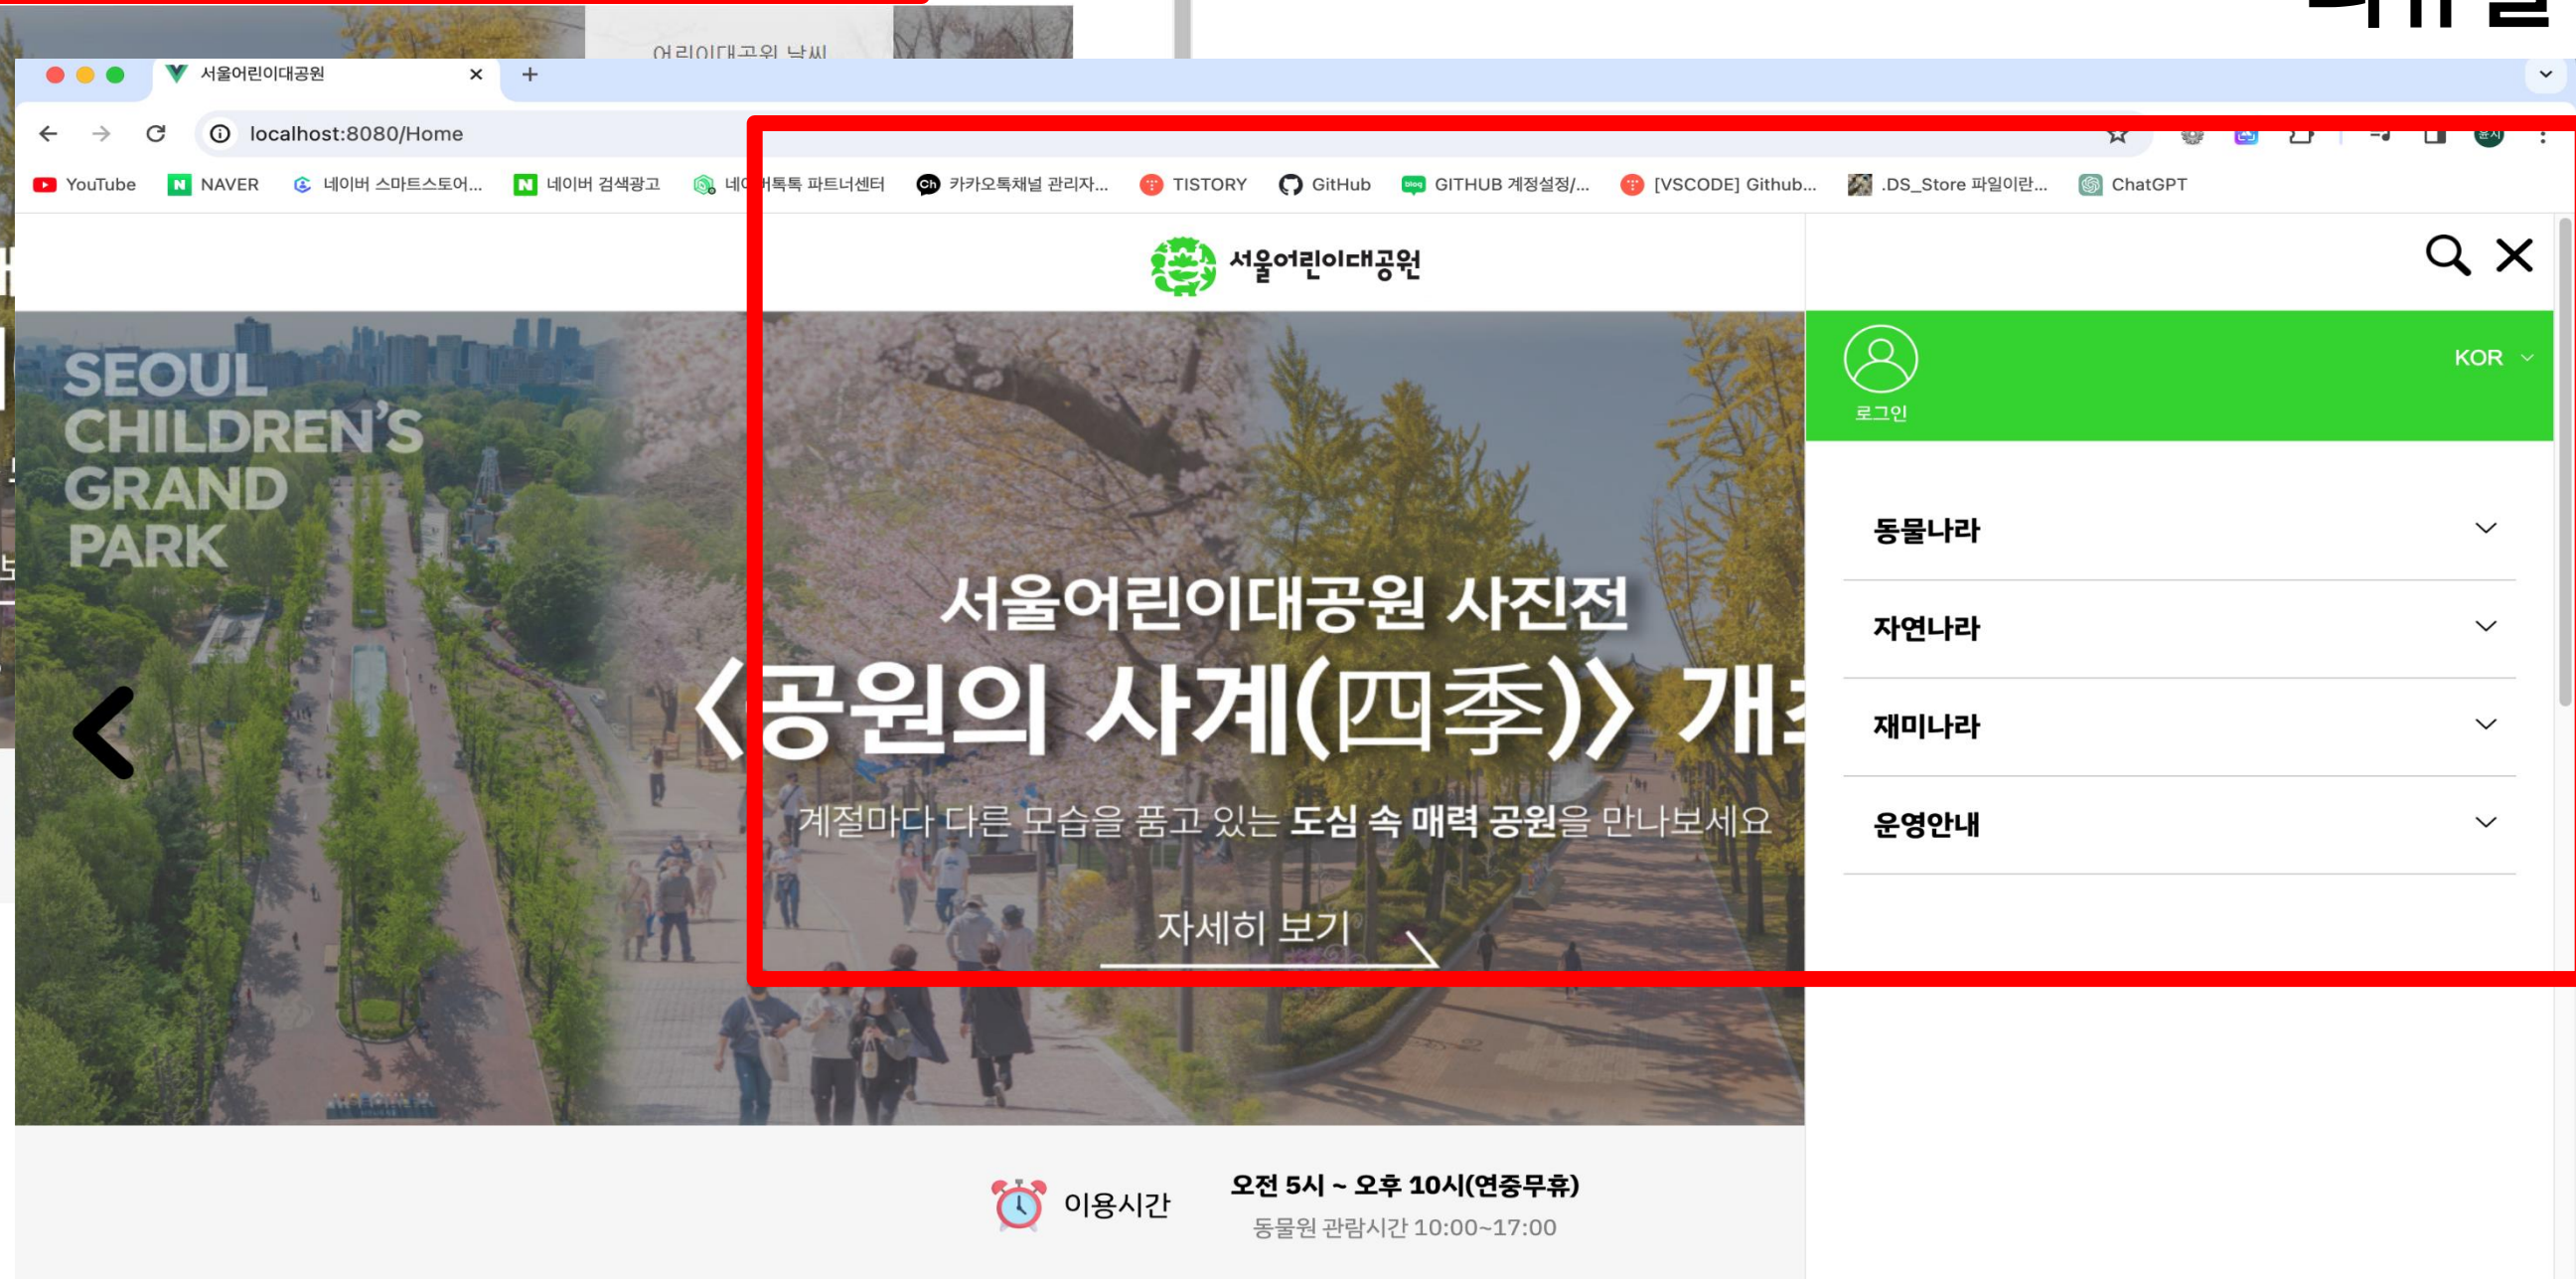 어린이대공원 날씨
서울어린이대공원
localhost:8080/Home
YouTube
NAVER
네이버 스마트스토어...
네이버 검색광고
톡톡 파트너센터
카카오톡채널 관리자...
TISTORY
GitHub
GITHUB 계정설정/...
[VSCODE] Github...
.DS_Store 파일이란...
ChatGPT
서울어린이대공원
SEOUL
CHILDREN'S
GRAND
PARK
서울어린이대공원 사진전
〈공원의 사계(四季)〉
계절마다 다른 모습을 품고 있는 도심 속 매력 공원을 만나보세요
자세히 보기
KOR
로그인
동물나라
자연나라
재미나라
운영안내
이용시간
오전 5시 ~ 오후 10시(연중무휴)
동물원 관람시간 10:00~17:00